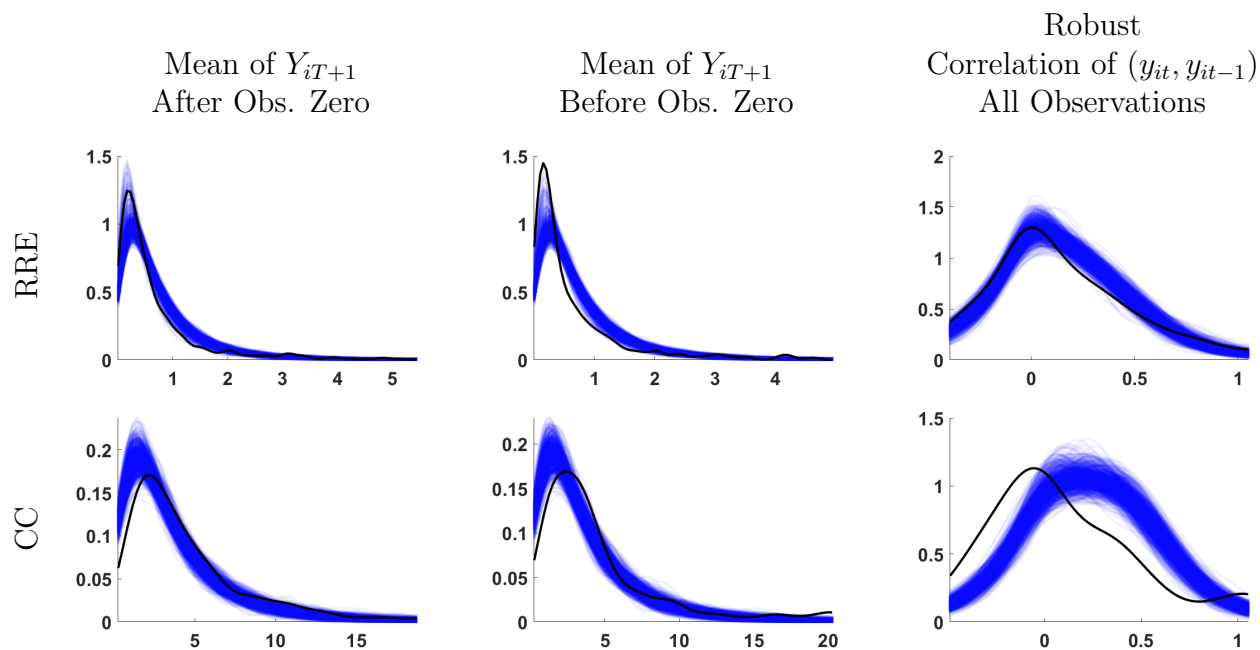 Mean of $Y_{iT+1}$
After Obs. Zero
Mean of $Y_{iT+1}$
Before Obs. Zero
Robust
Correlation of $(y_{it}, y_{it-1})$
All Observations
RRE
1.5
1
0.5
0
1 2 3 4 5
1.5
1
0.5
0
1 2 3 4
2
1.5
1
0.5
0
0 0.5 1
CC
0.2
0.15
0.1
0.05
0
5 10 15
0.2
0.15
0.1
0.05
0
5 10 15 20
1.5
1
0.5
0
0 0.5 1